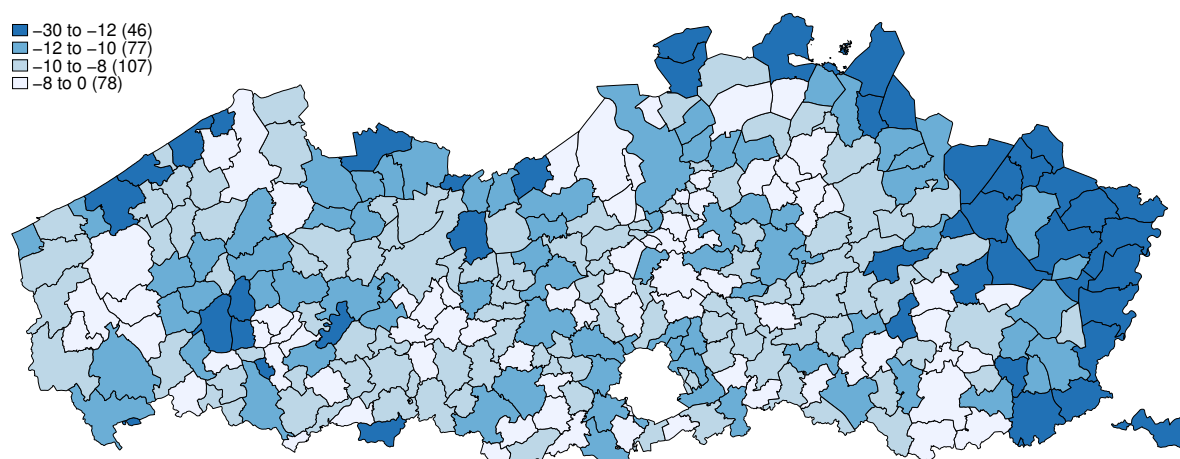 −30 to −12 (46)
−12 to −10 (77)
−10 to −8 (107)
−8 to 0 (78)